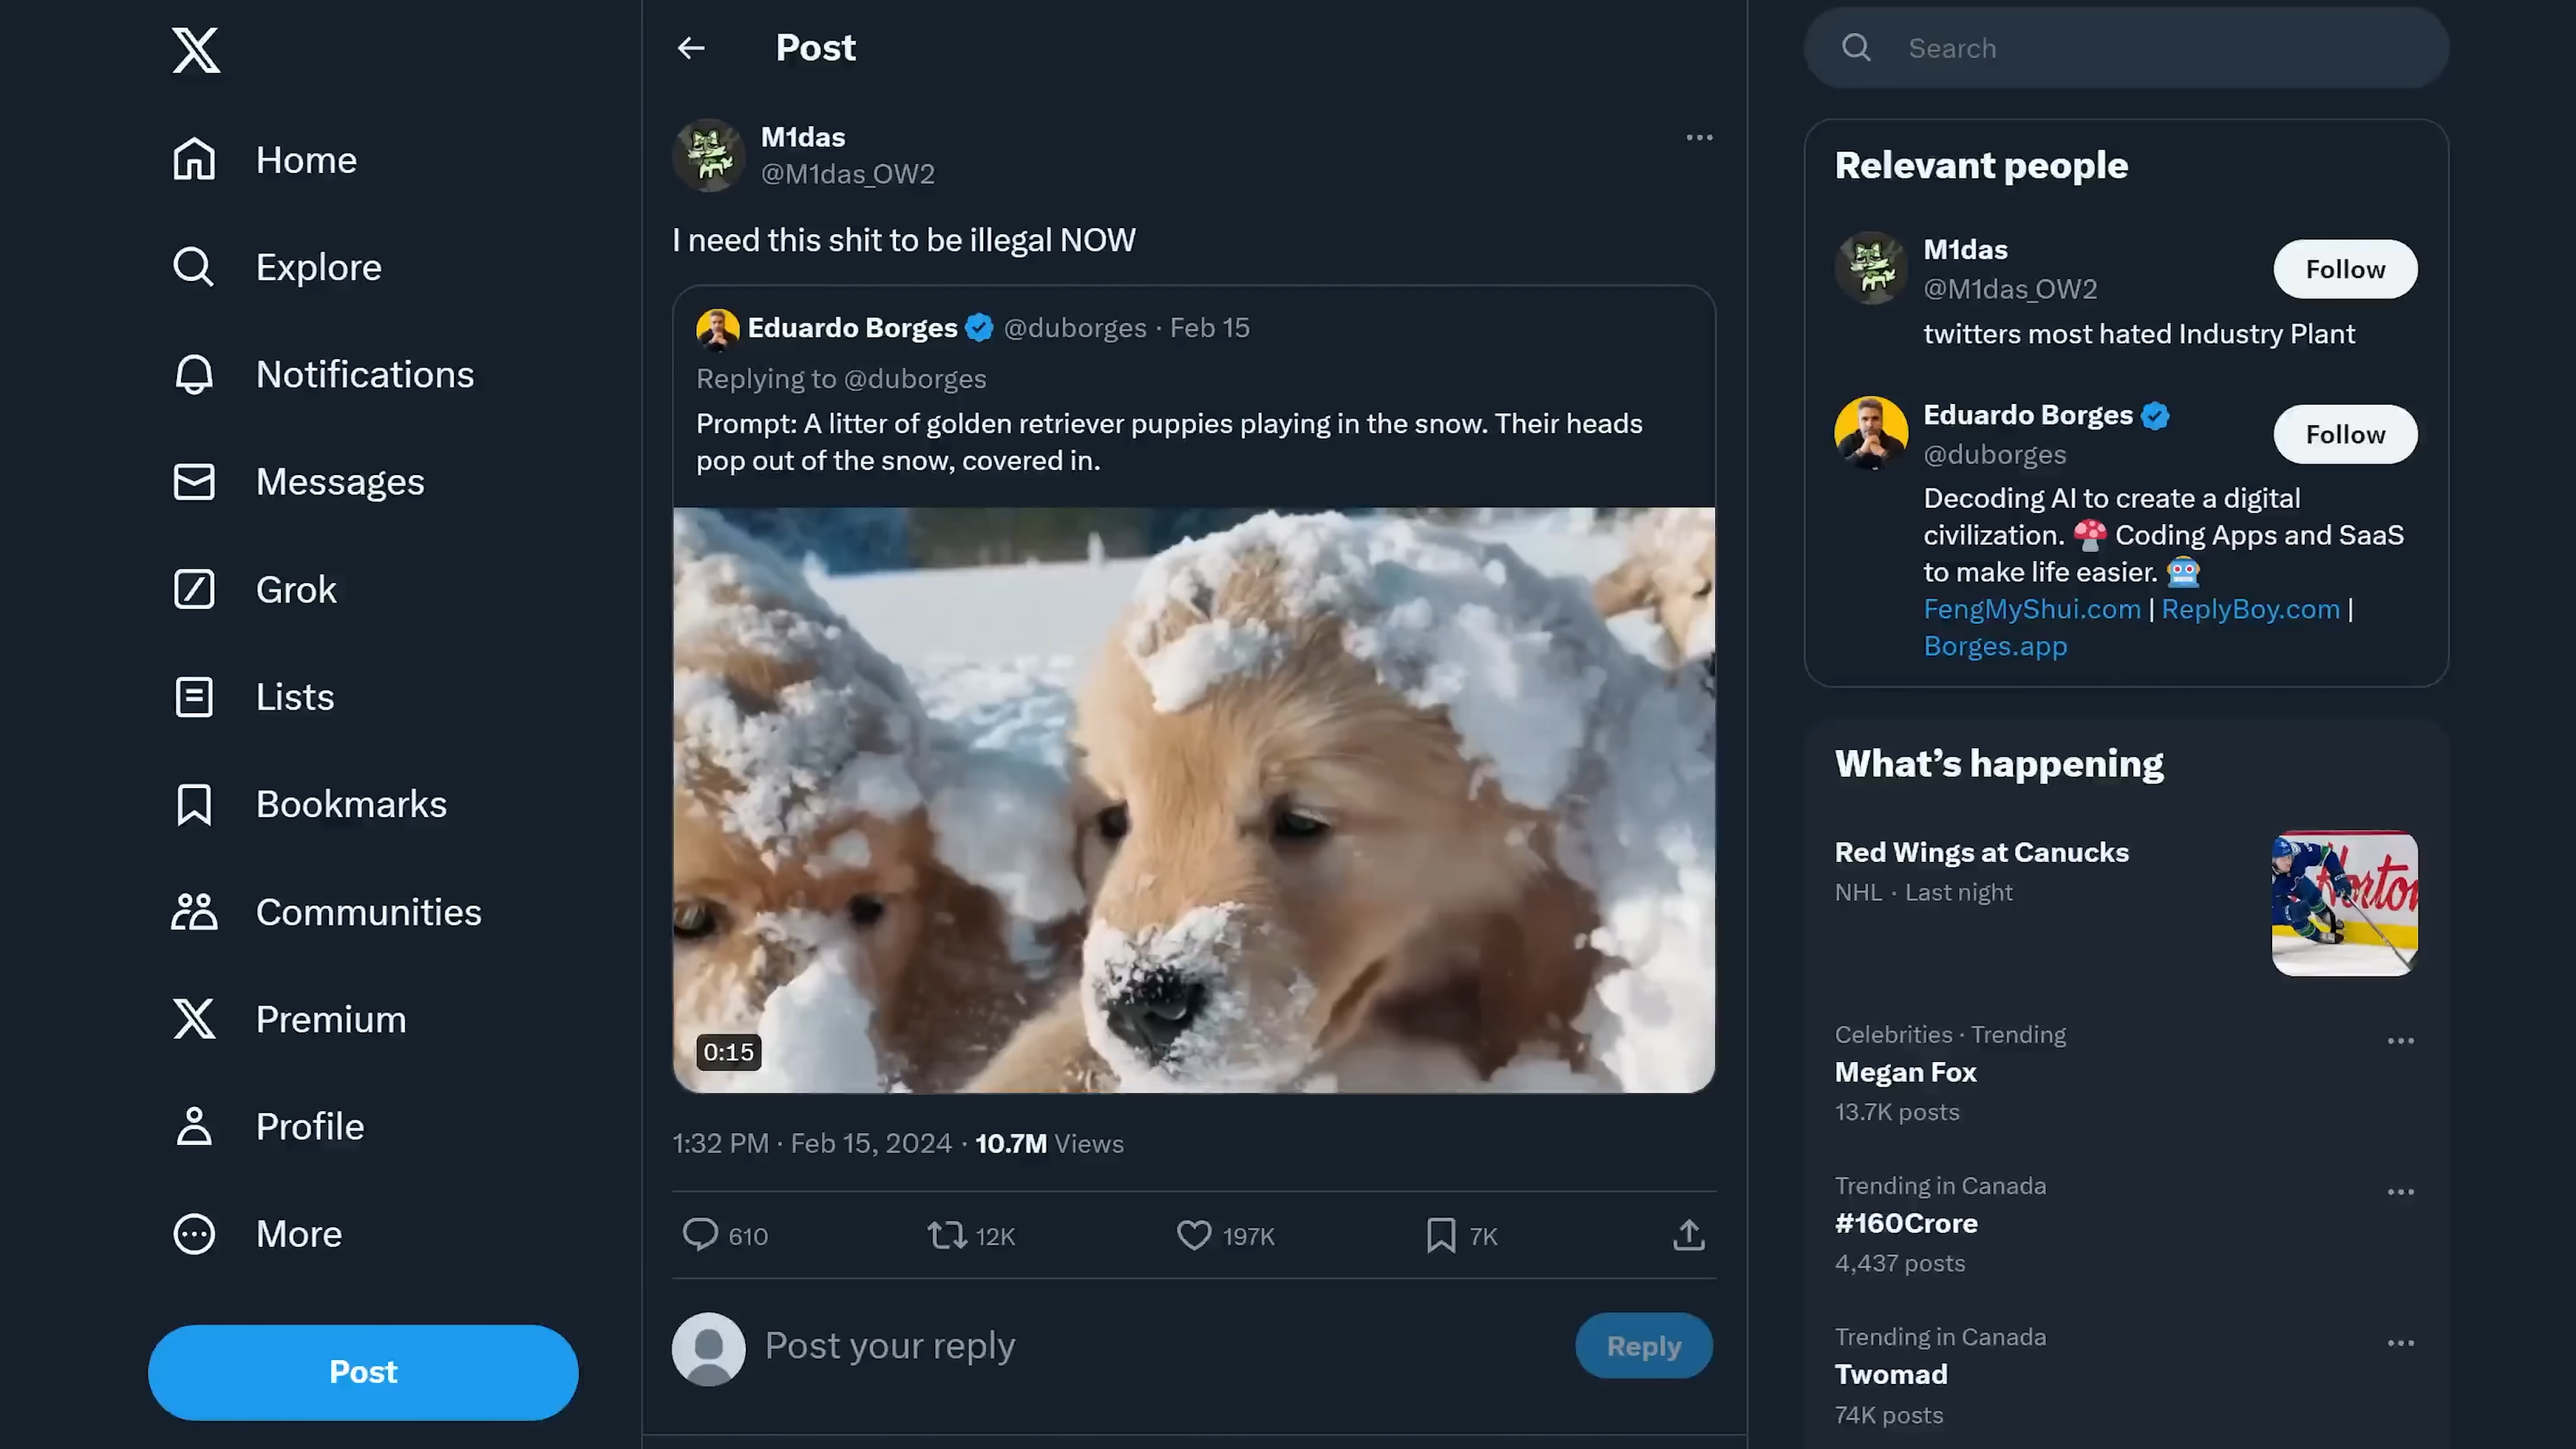 Home
Explore
Notifications
Messages
Grok
Lists
Bookmarks
Communities
Premium
Profile
More
Post
Post
M1das
@M1das_OW2
I need this shit to be illegal NOW
Eduardo Borges @duborges · Feb 15
Replying to @duborges
Prompt: A litter of golden retriever puppies playing in the snow. Their heads
pop out of the snow, covered in.
0:15
1:32 PM · Feb 15, 2024 · 10.7M Views
610 12K 197K 7K
Post your reply
Reply
Search
Relevant people
M1das
@M1das_OW2
Follow
twitters most hated Industry Plant
Eduardo Borges
@duborges
Follow
Decoding AI to create a digital
civilization. 🍄 Coding Apps and SaaS
to make life easier. 🤖
FengMyShui.com | ReplyBoy.com |
Borges.app
What’s happening
Red Wings at Canucks
NHL · Last night
Celebrities · Trending
Megan Fox
13.7K posts
Trending in Canada
#160Crore
4,437 posts
Trending in Canada
Twomad
74K posts